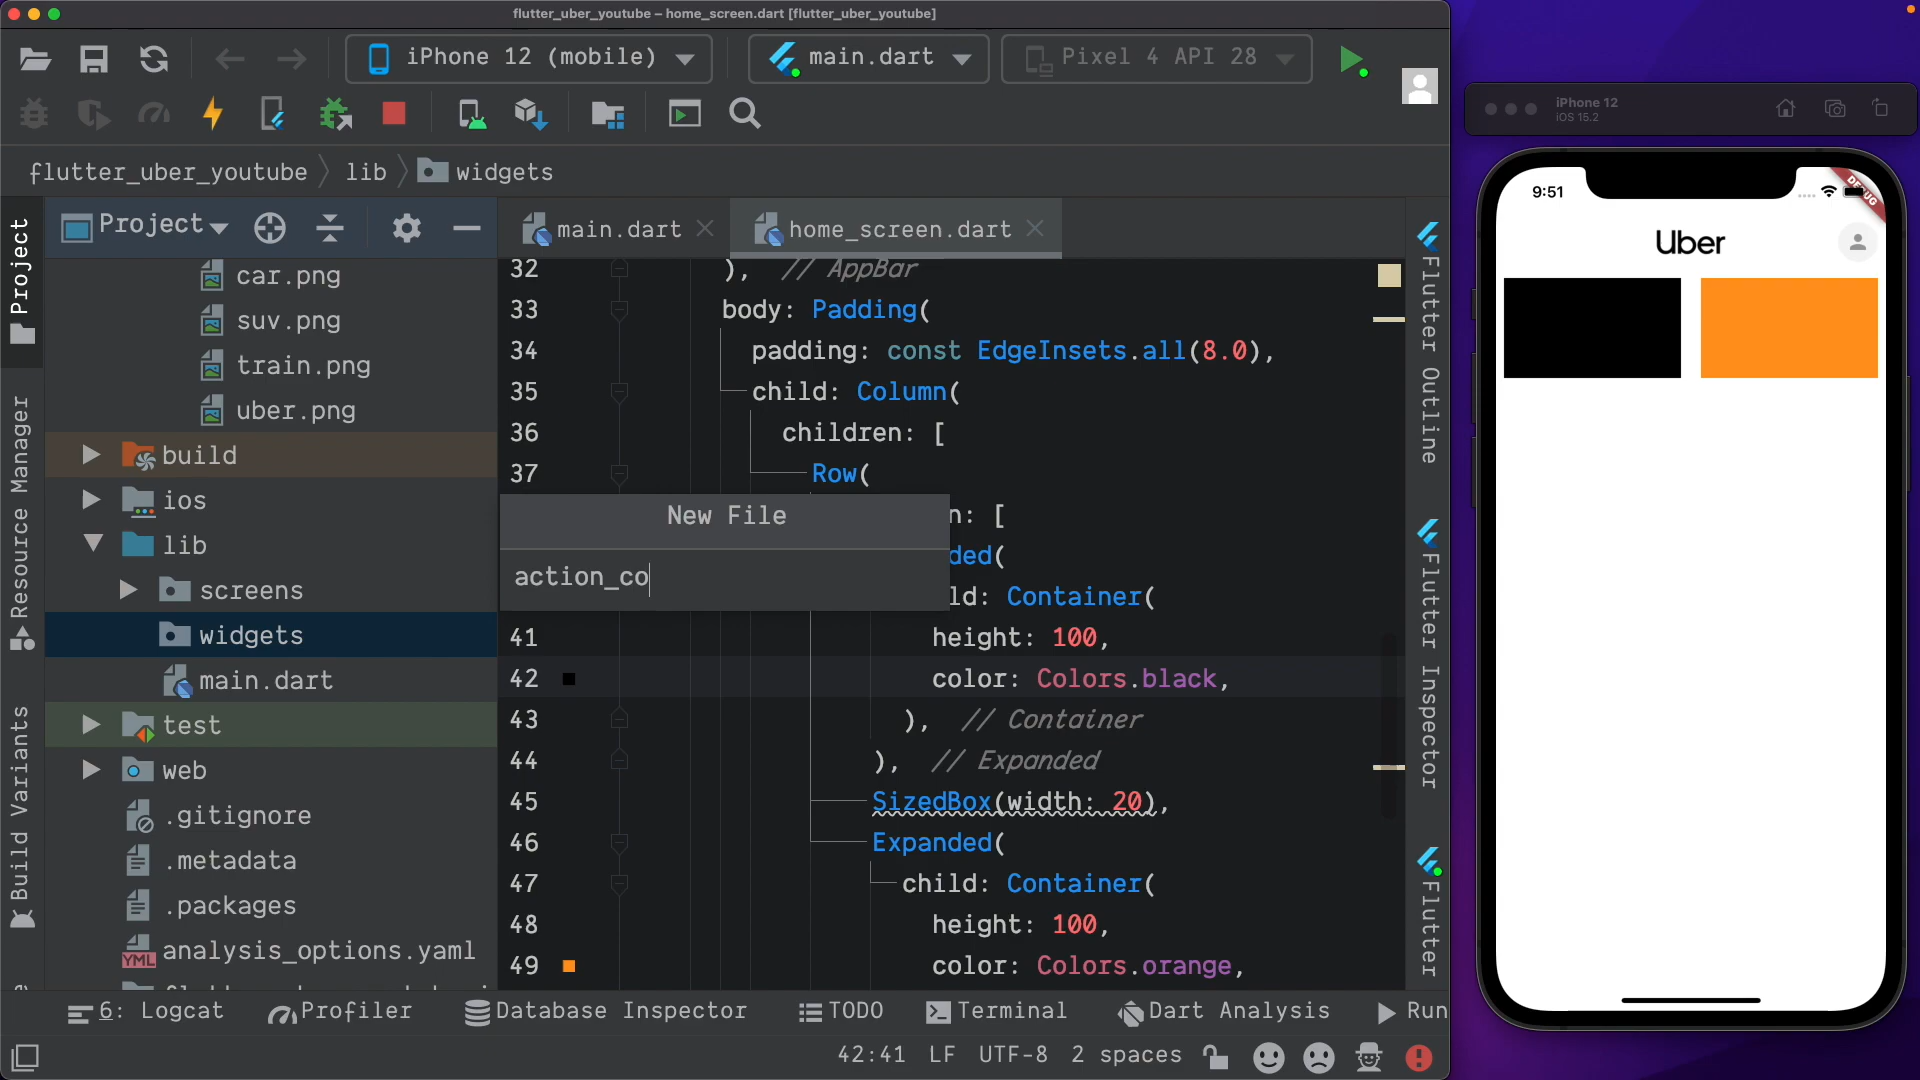 flutter_uber_youtube – home_screen.dart [flutter_uber_youtube]
iPhone 12 (mobile)
main.dart
Pixel 4 API 28
flutter_uber_youtube
lib
widgets
Project
main.dart
home_screen.dart
Project
Resource Manager
Build Variants
car.png
suv.png
train.png
uber.png
build
ios
lib
screens
widgets
main.dart
test
web
.gitignore
.metadata
.packages
analysis_options.yaml
32 ), // AppBar
33 body: Padding(
34 padding: const EdgeInsets.all(8.0),
35 child: Column(
36 children: [
37 Row(
n: [
ded(
ld: Container(
41 height: 100,
42 color: Colors.black,
43 ), // Container
44 ), // Expanded
45 SizedBox(width: 20),
46 Expanded(
47 child: Container(
48 height: 100,
49 color: Colors.orange,
New File
action_co
Flutter Outline
Flutter Inspector
Flutter
6: Logcat
Profiler
Database Inspector
TODO
Terminal
Dart Analysis
Run
42:41
LF
UTF-8
2 spaces
iPhone 12
iOS 15.2
9:51
DEBUG
Uber
YML